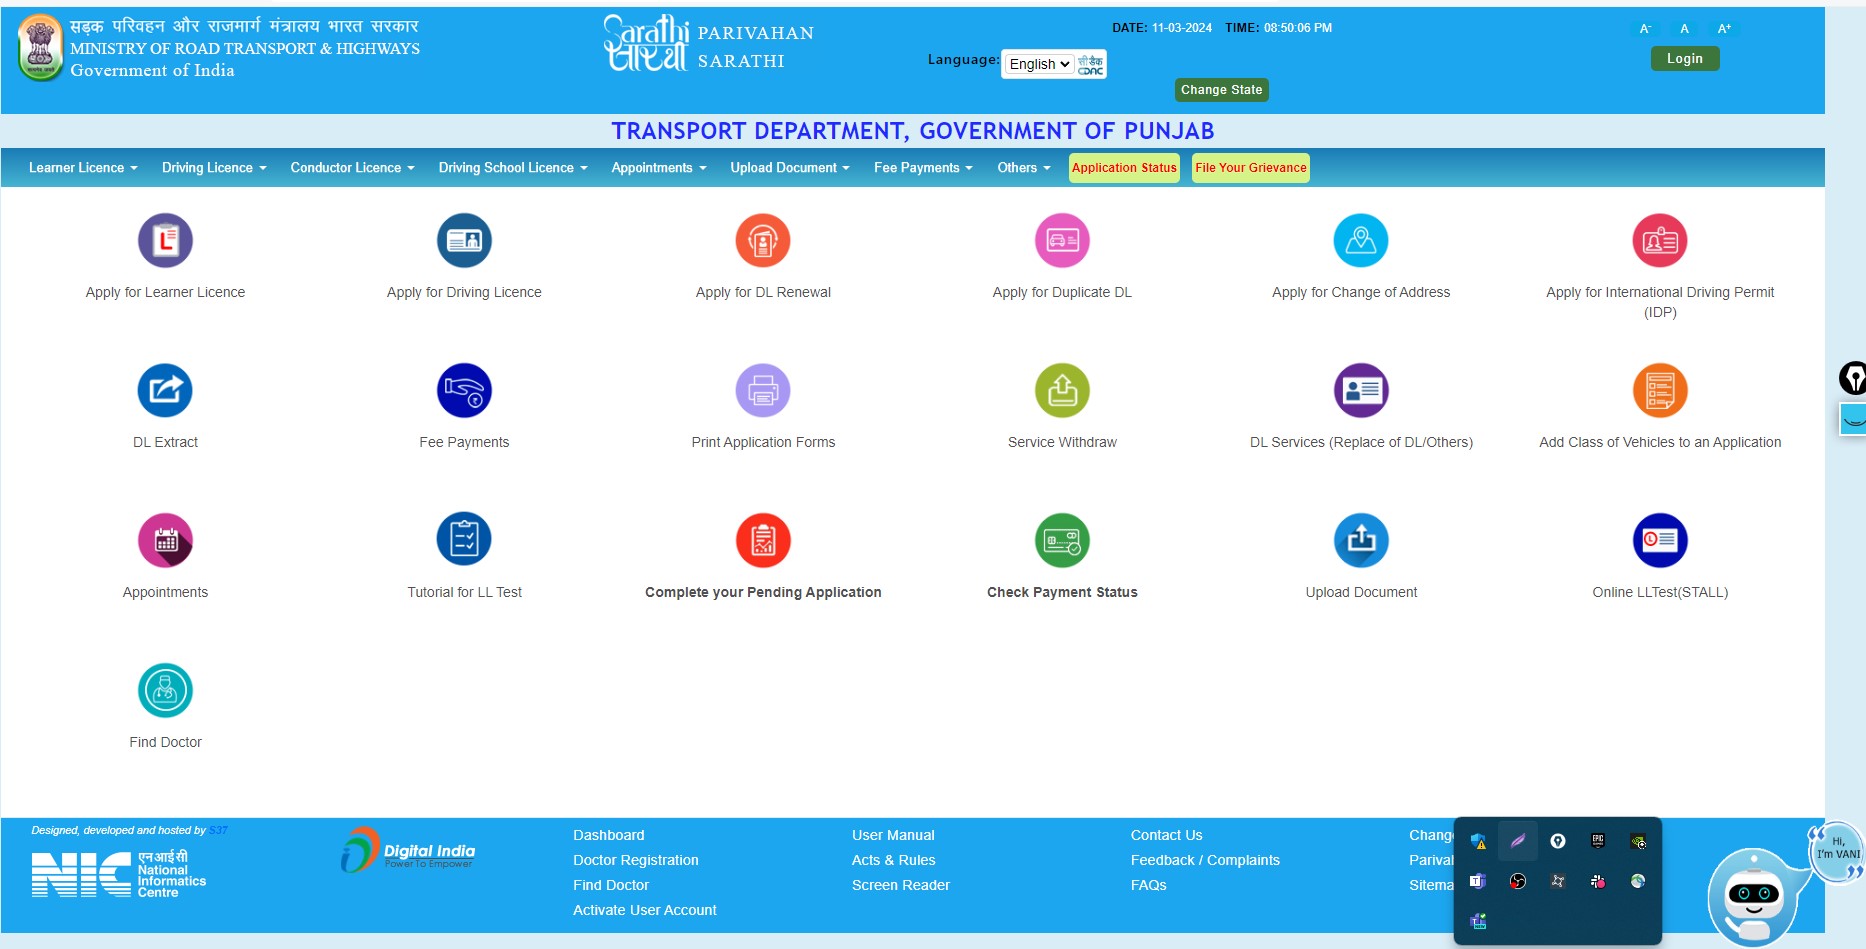 सड़क परिवहन और राजमार्ग मंत्रालय भारत सरकार
MINISTRY OF ROAD TRANSPORT & HIGHWAYS
Government of India
Sarathi
सारथी
PARIVAHAN
SARATHI
Language:
English
सी डैक
CDAC
DATE: 11-03-2024 TIME: 08:50:06 PM
Change State
A-
A
A+
Login
TRANSPORT DEPARTMENT, GOVERNMENT OF PUNJAB
Learner Licence
Driving Licence
Conductor Licence
Driving School Licence
Appointments
Upload Document
Fee Payments
Others
Application Status
File Your Grievance
Apply for Learner Licence
Apply for Driving Licence
Apply for DL Renewal
Apply for Duplicate DL
Apply for Change of Address
Apply for International Driving Permit
(IDP)
DL Extract
Fee Payments
Print Application Forms
Service Withdraw
DL Services (Replace of DL/Others)
Add Class of Vehicles to an Application
Appointments
Tutorial for LL Test
Complete your Pending Application
Check Payment Status
Upload Document
Online LLTest(STALL)
Find Doctor
Designed, developed and hosted by S37
NIC
एन आई सी
National
Informatics
Centre
Digital India
Power To Empower
Dashboard
Doctor Registration
Find Doctor
Activate User Account
User Manual
Acts & Rules
Screen Reader
Contact Us
Feedback / Complaints
FAQs
Chang
Parival
Sitema
EPIC
HI,
I'm VANI